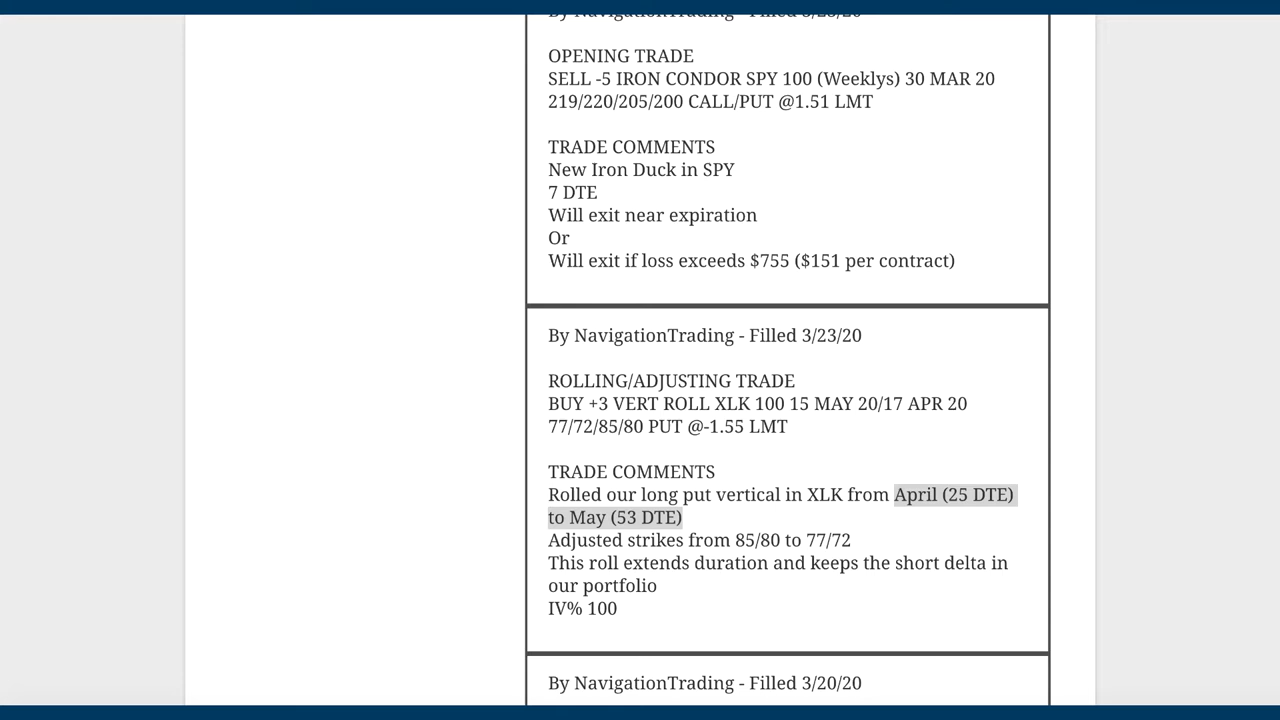 By NavigationTrading - Filled 3/23/20
OPENING TRADE
SELL -5 IRON CONDOR SPY 100 (Weeklys) 30 MAR 20
219/220/205/200 CALL/PUT @1.51 LMT
TRADE COMMENTS
New Iron Duck in SPY
7 DTE
Will exit near expiration
Or
Will exit if loss exceeds $755 ($151 per contract)
By NavigationTrading - Filled 3/23/20
ROLLING/ADJUSTING TRADE
BUY +3 VERT ROLL XLK 100 15 MAY 20/17 APR 20
77/72/85/80 PUT @-1.55 LMT
TRADE COMMENTS
Rolled our long put vertical in XLK from April (25 DTE)
to May (53 DTE)
Adjusted strikes from 85/80 to 77/72
This roll extends duration and keeps the short delta in
our portfolio
IV% 100
By NavigationTrading - Filled 3/20/20